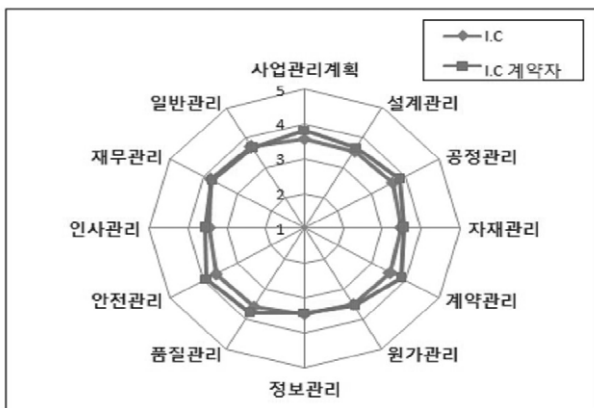 I.C
I.C 계약자
사업관리계획
설계관리
공정관리
자재관리
계약관리
원가관리
정보관리
품질관리
안전관리
인사관리
재무관리
일반관리
5
4
3
2
1